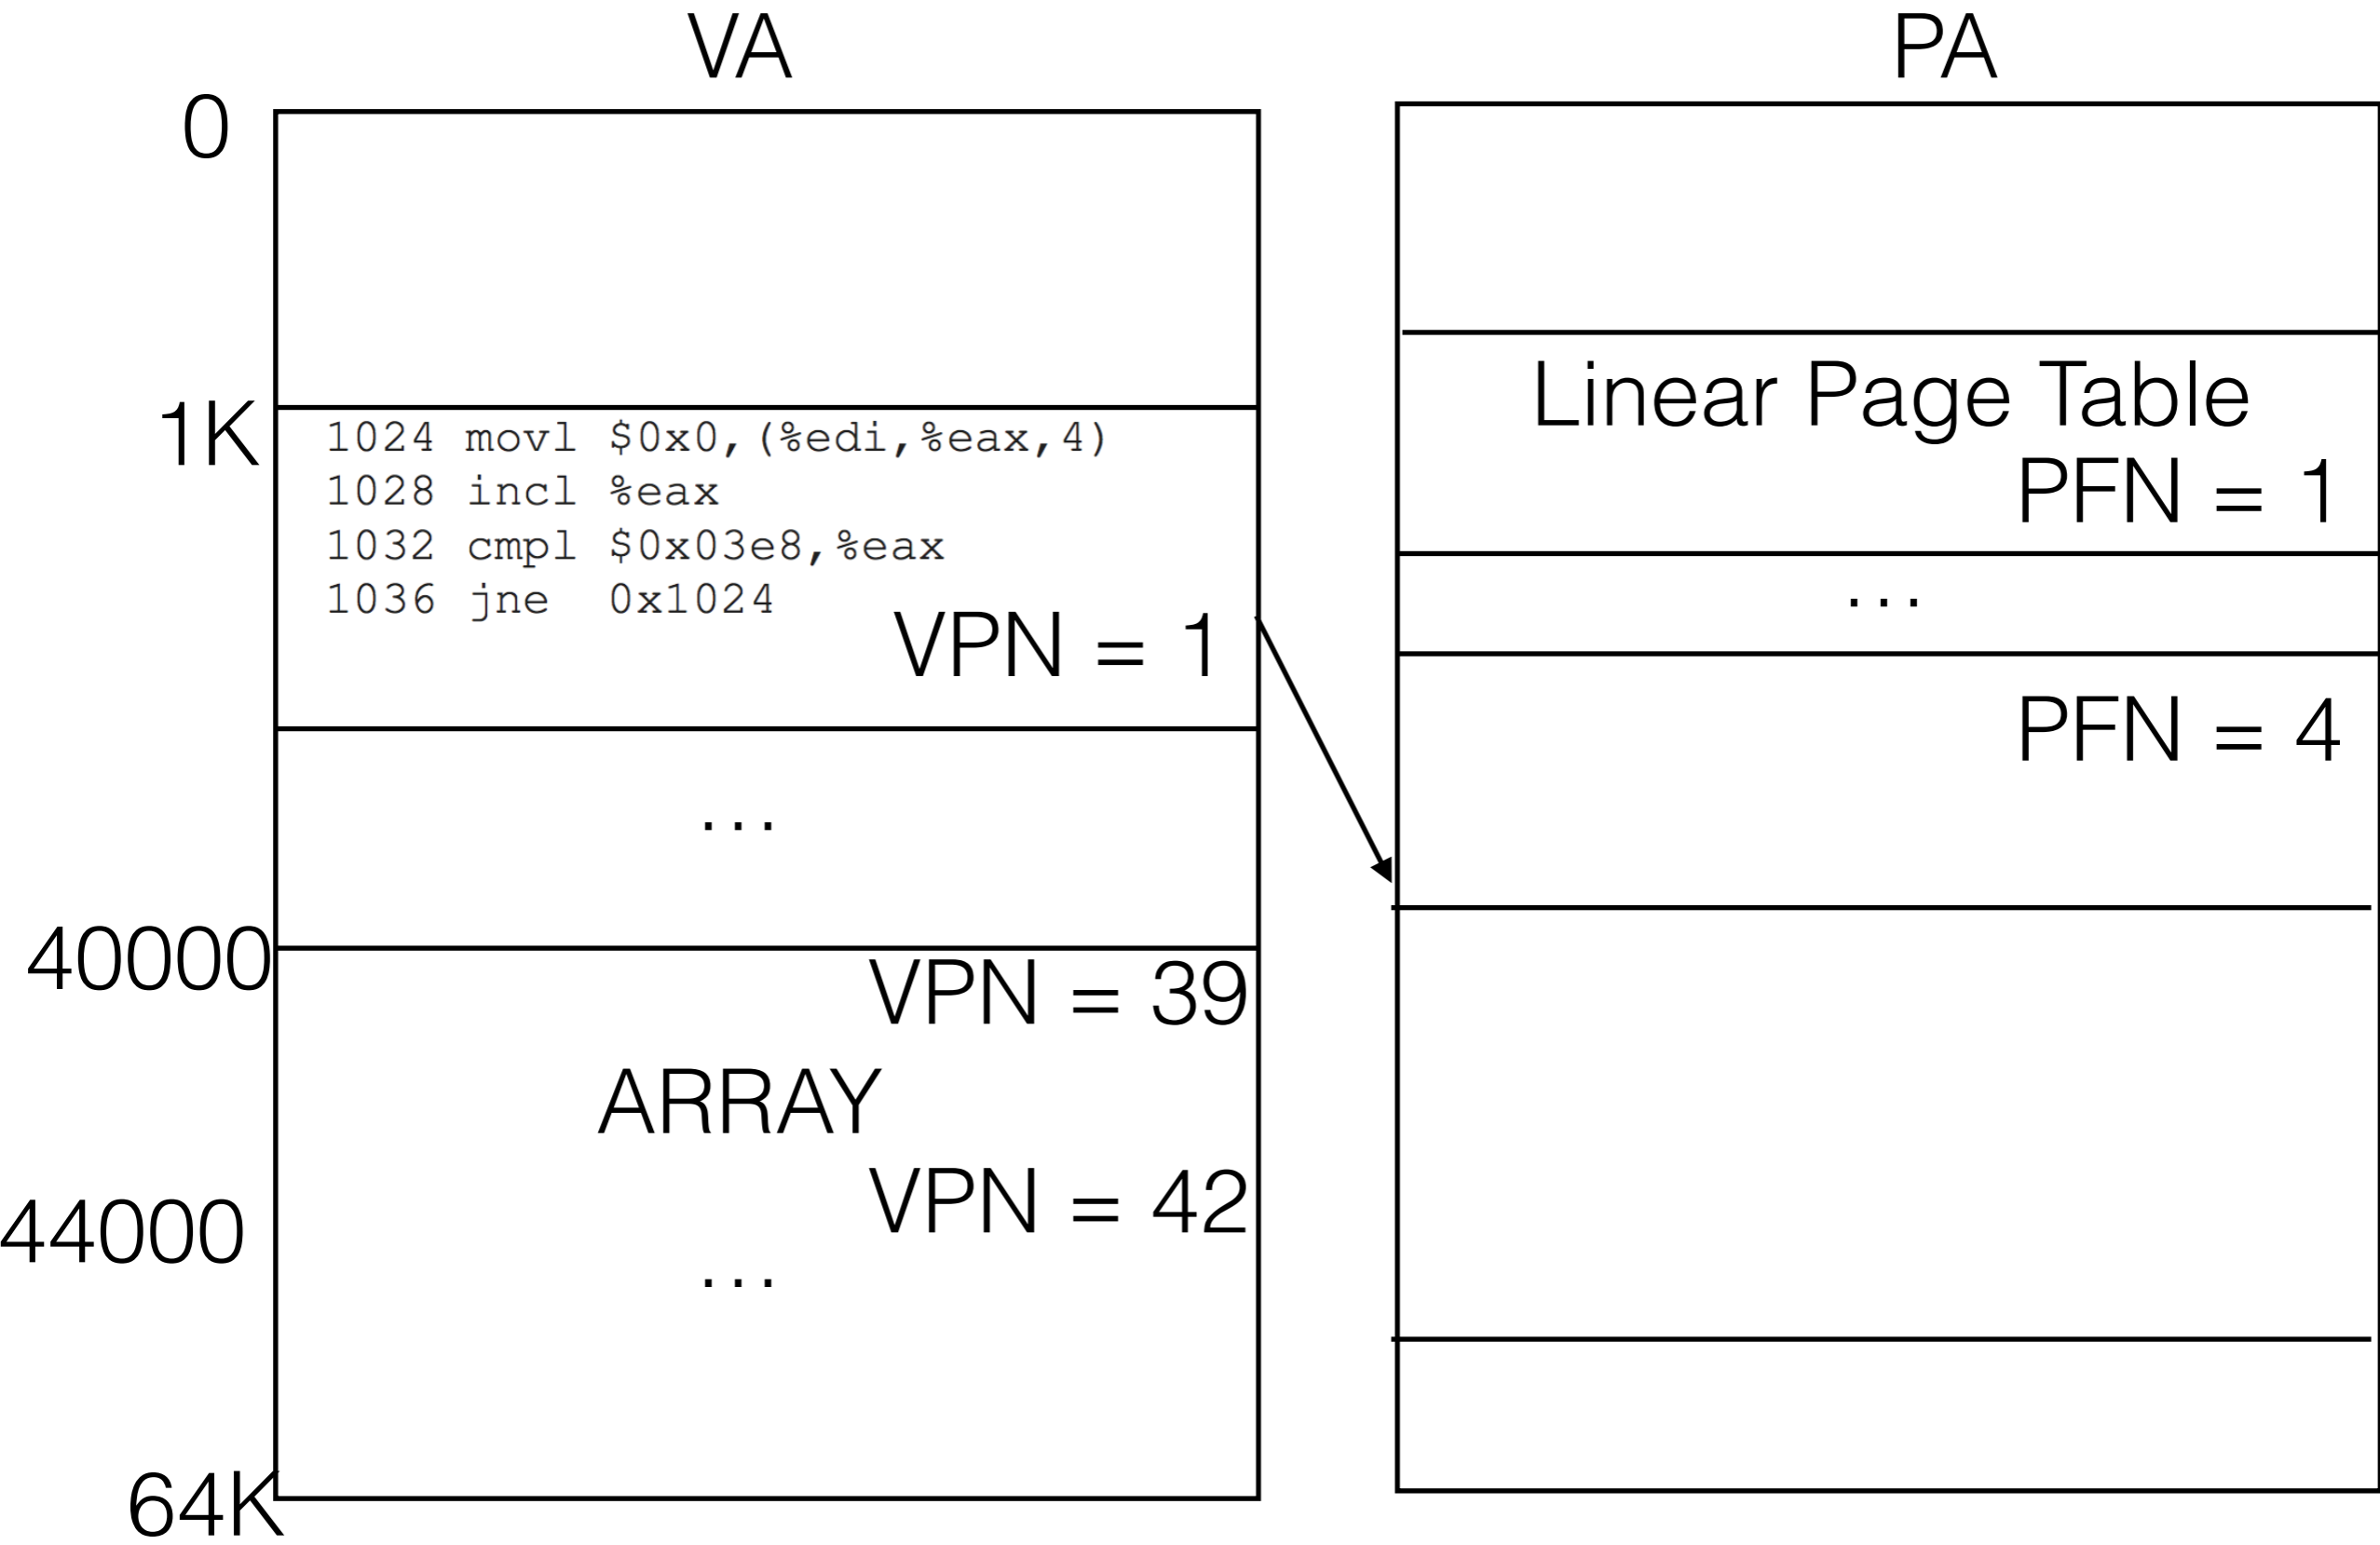 VA
PA
0
1K
1024 movl $0x0,(%edi,%eax,4)
1028 incl %eax
1032 cmpl $0x03e8,%eax
1036 jne 0x1024
VPN = 1
...
40000
VPN = 39
ARRAY
VPN = 42
44000
...
64K
Linear Page Table
PFN = 1
...
PFN = 4